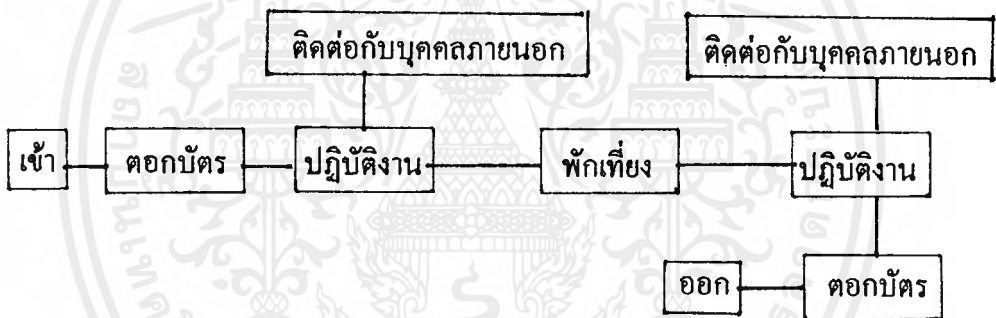 ติดต่อกับบุคคลภายนอก
ติดต่อกับบุคคลภายนอก
เข้า
ตอกบัตร
ปฏิบัติงาน
พักเที่ยง
ปฏิบัติงาน
ออก
ตอกบัตร